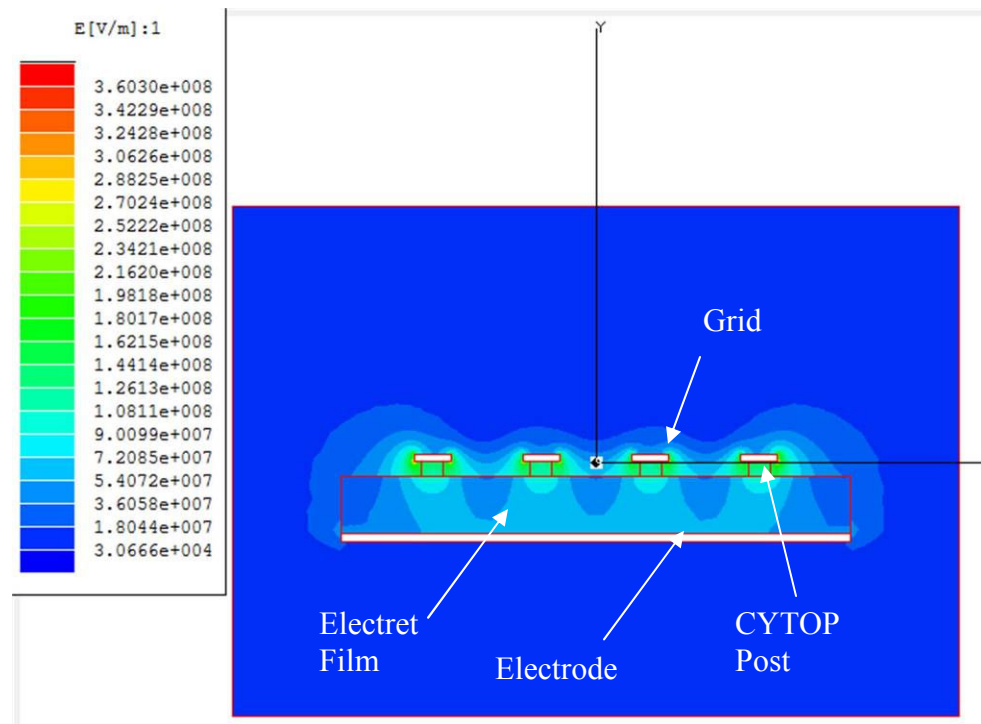 E[V/m]:1
3.6030e+008
3.4229e+008
3.2428e+008
3.0626e+008
2.8825e+008
2.7024e+008
2.5222e+008
2.3421e+008
2.1620e+008
1.9818e+008
1.8017e+008
1.6215e+008
1.4414e+008
1.2613e+008
1.0811e+008
9.0099e+007
7.2085e+007
5.4072e+007
3.6058e+007
1.8044e+007
3.0666e+004
Y
Grid
Electret
Film
Electrode
CYTOP
Post